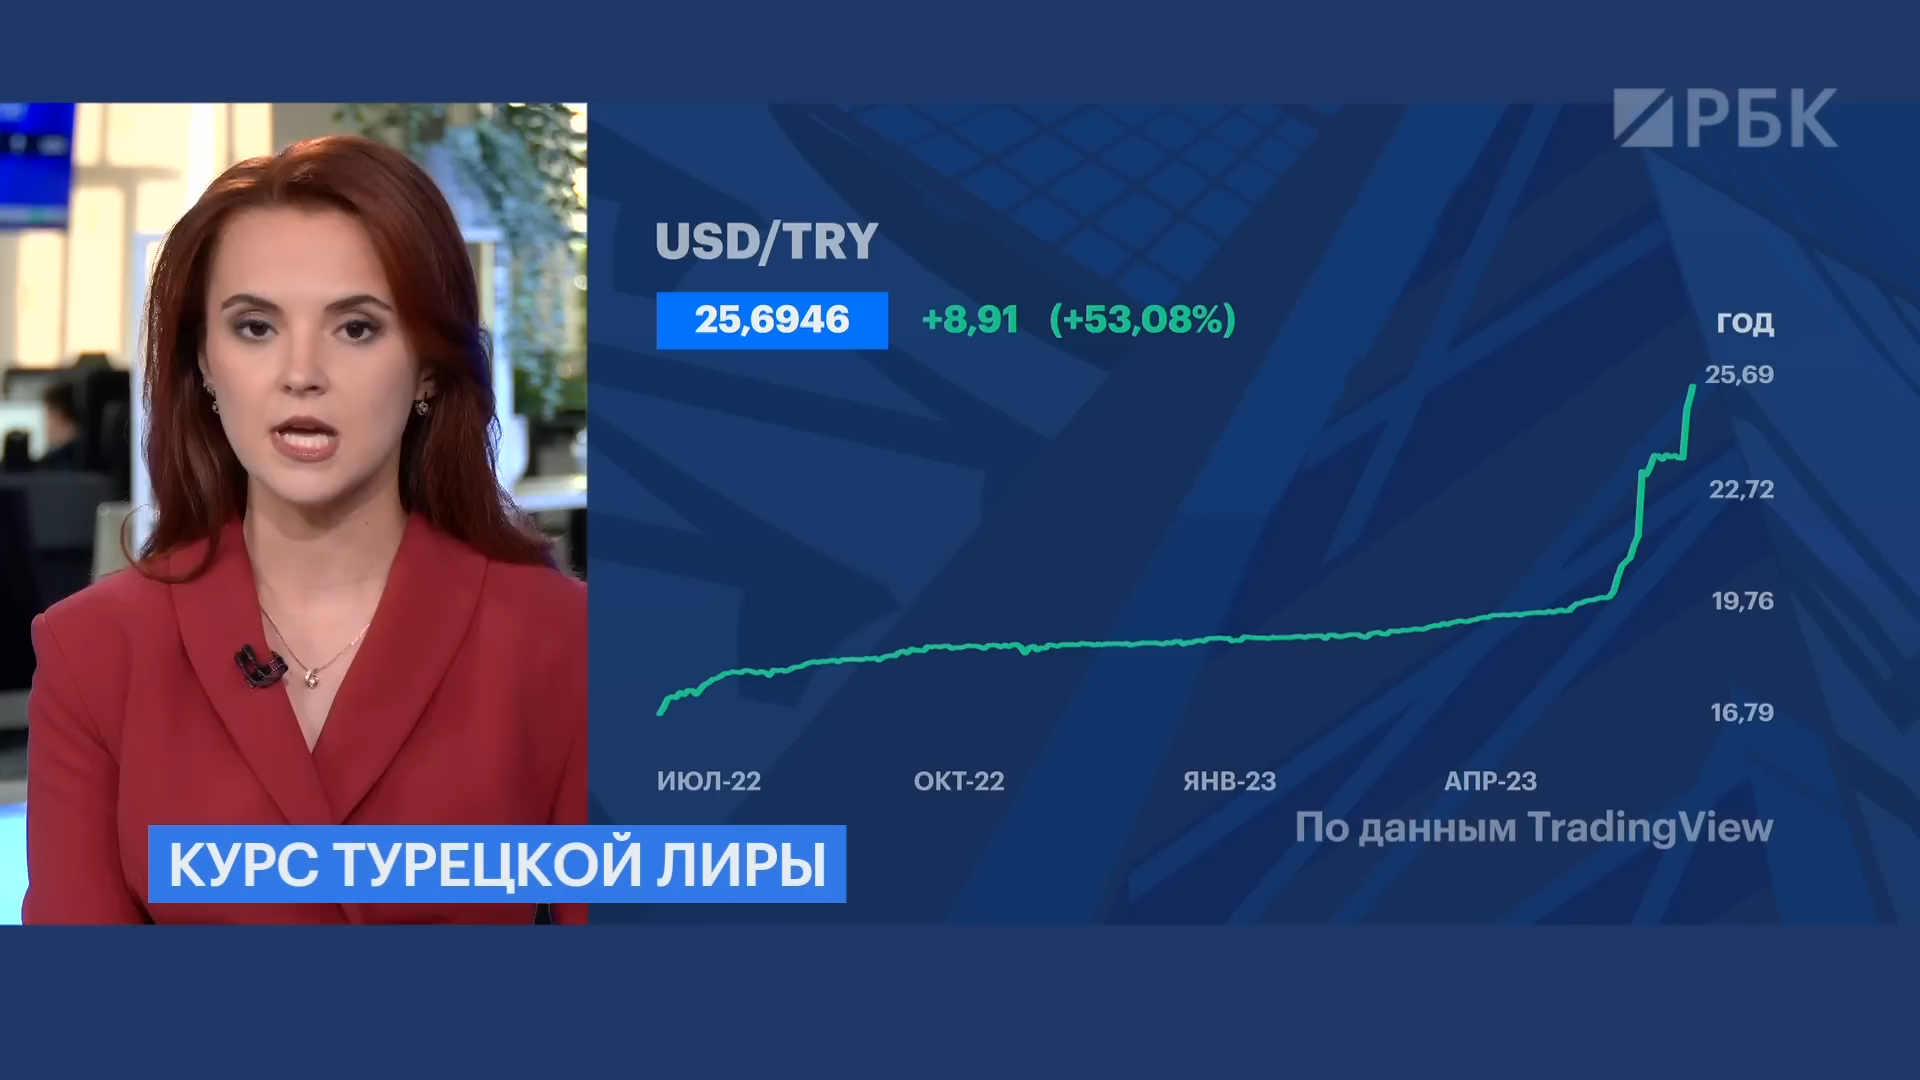 РБК
USD/TRY
25,6946 +8,91 (+53,08%)
ГОД
25,69
22,72
19,76
16,79
ИЮЛ-22 ОКТ-22 ЯНВ-23 АПР-23
По данным TradingView
КУРС ТУРЕЦКОЙ ЛИРЫ